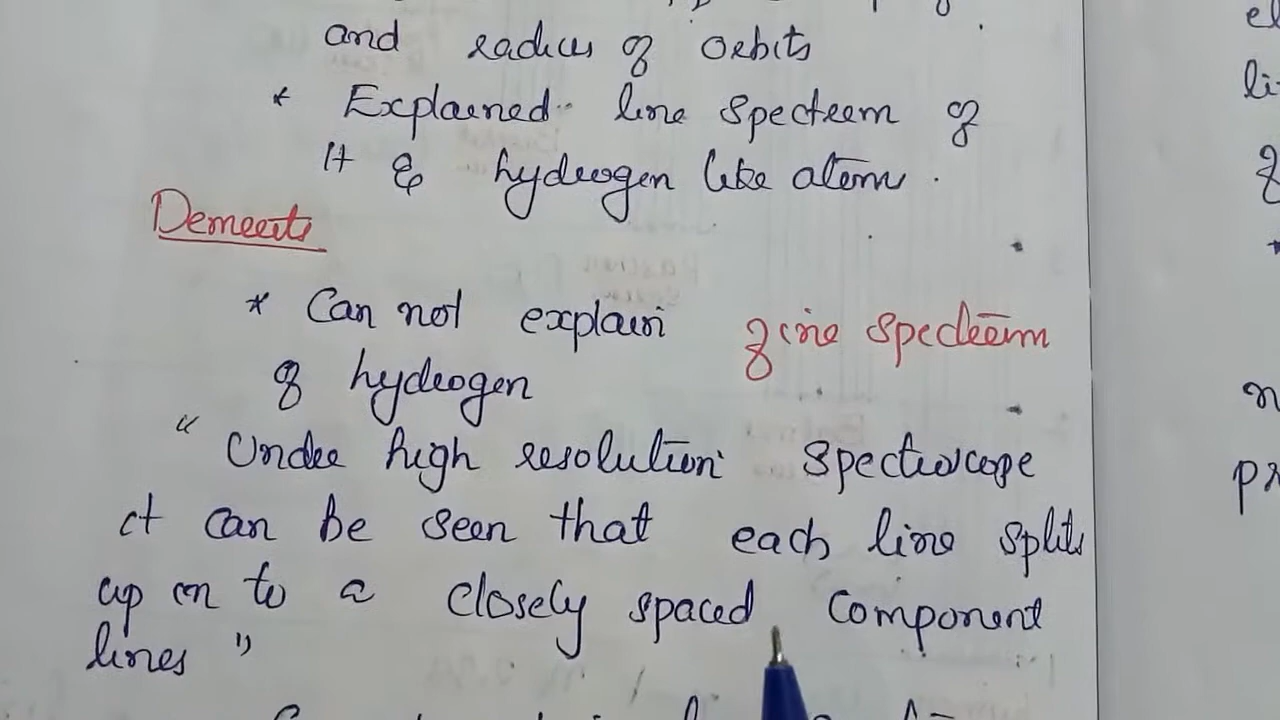 and radius of orbits
* Explained line spectrum of
H & hydrogen like atom .
Demerits
* Can not explain fine spectrum
of hydrogen
" Under high resolution spectroscope
it can be seen that each line splits
up in to a closely spaced component
lines "
el
li